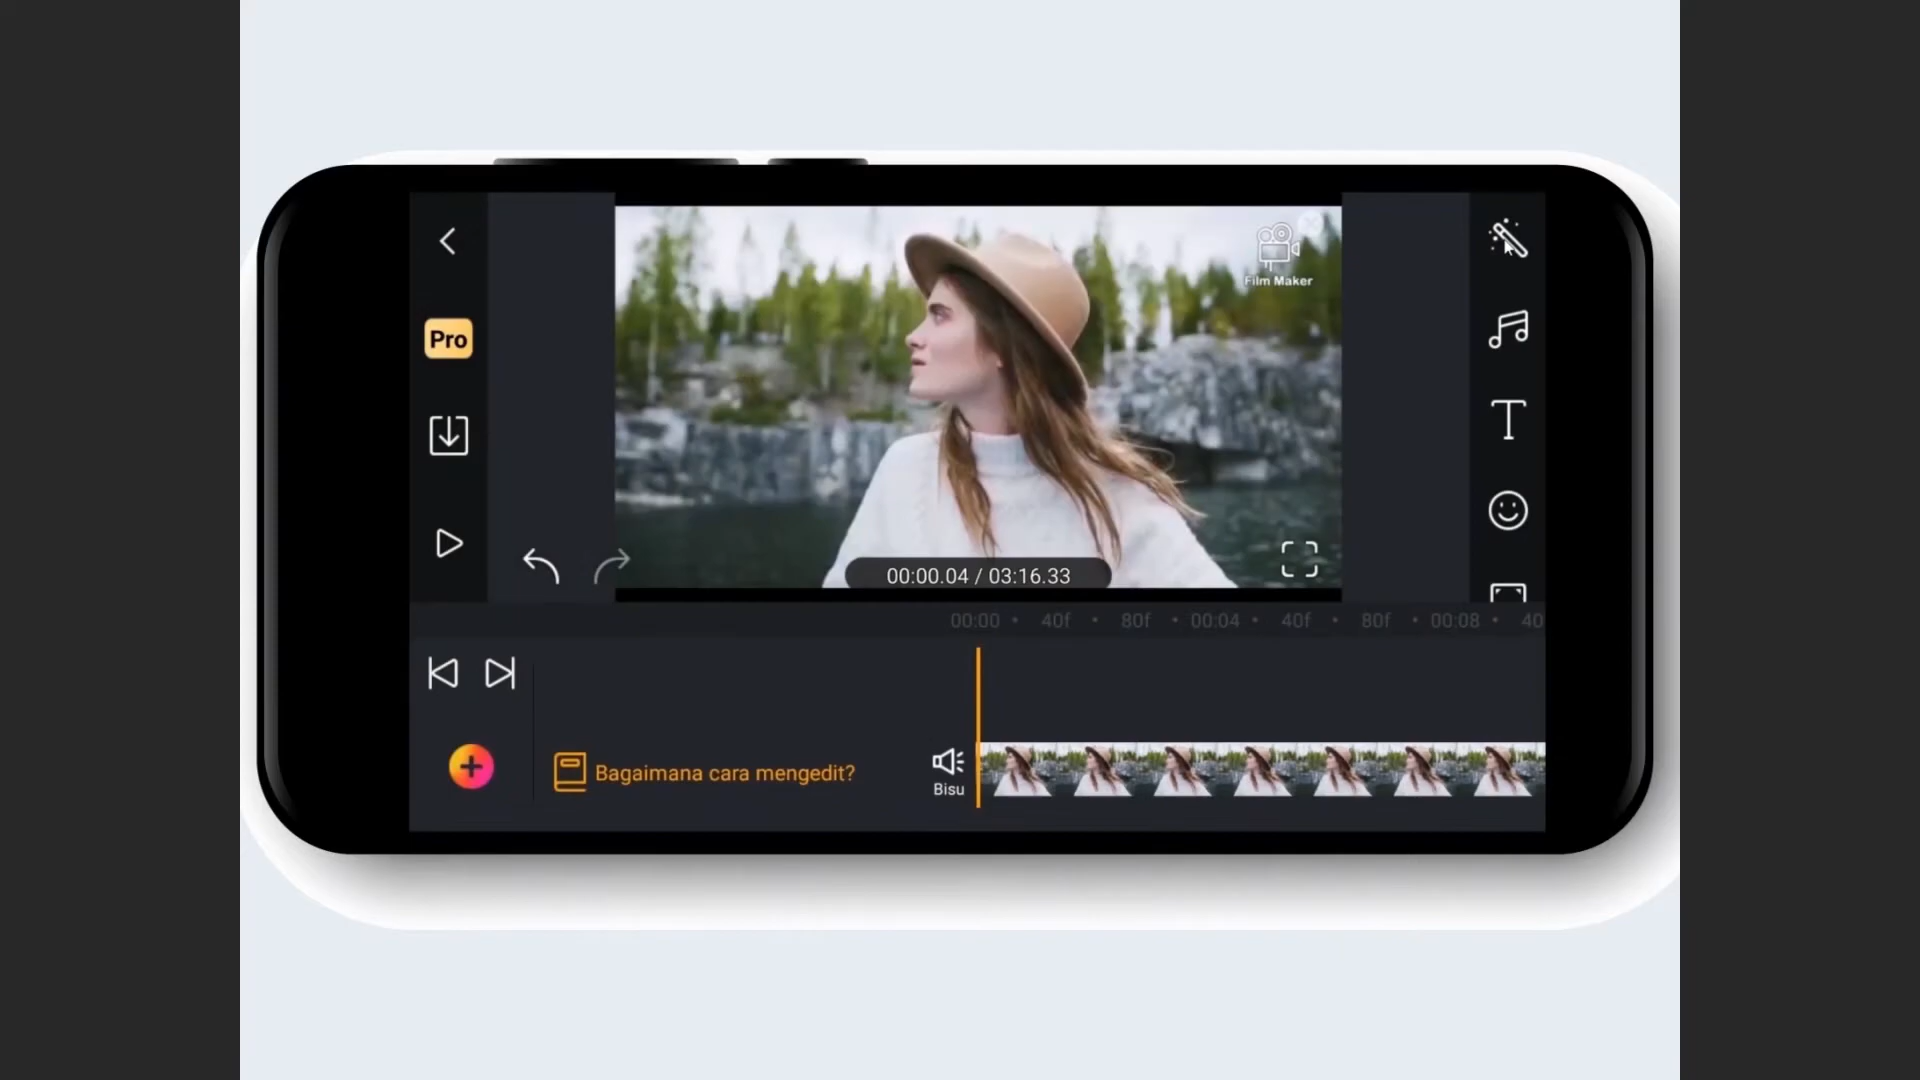 Film Maker
Pro
T
00:00.04 / 03:16.33
00:00 • 40f • 80f • 00:04 • 40f • 80f • 00:08 • 40
Bagaimana cara mengedit?
Bisu